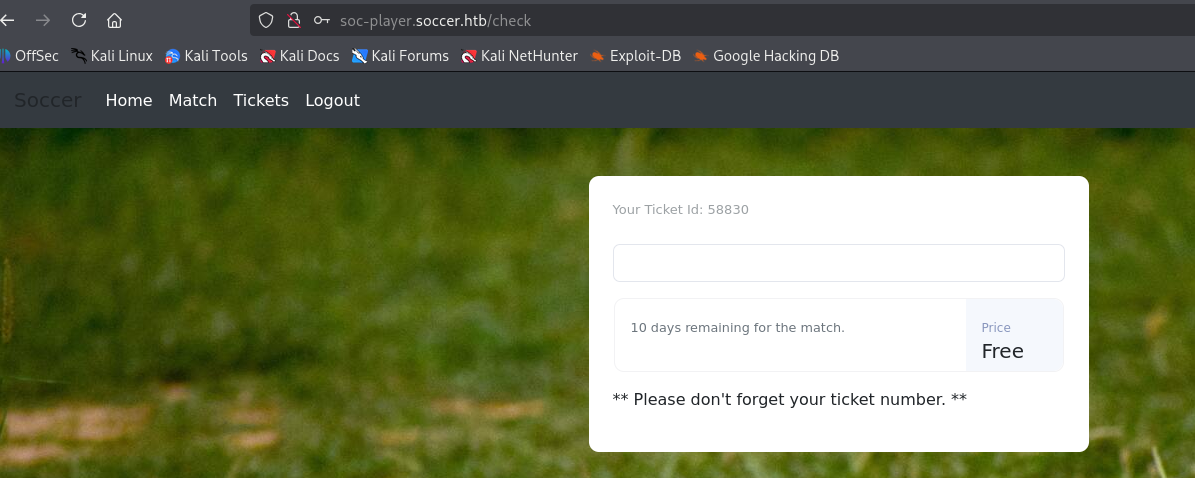 soc-player.soccer.htb/check
OffSec Kali Linux Kali Tools Kali Docs Kali Forums Kali NetHunter Exploit-DB Google Hacking DB
Soccer Home Match Tickets Logout
Your Ticket Id: 58830
10 days remaining for the match.
Price
Free
** Please don't forget your ticket number. **